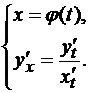 x = φ(t),
y′ₓ = y′ₜ / x′ₜ.